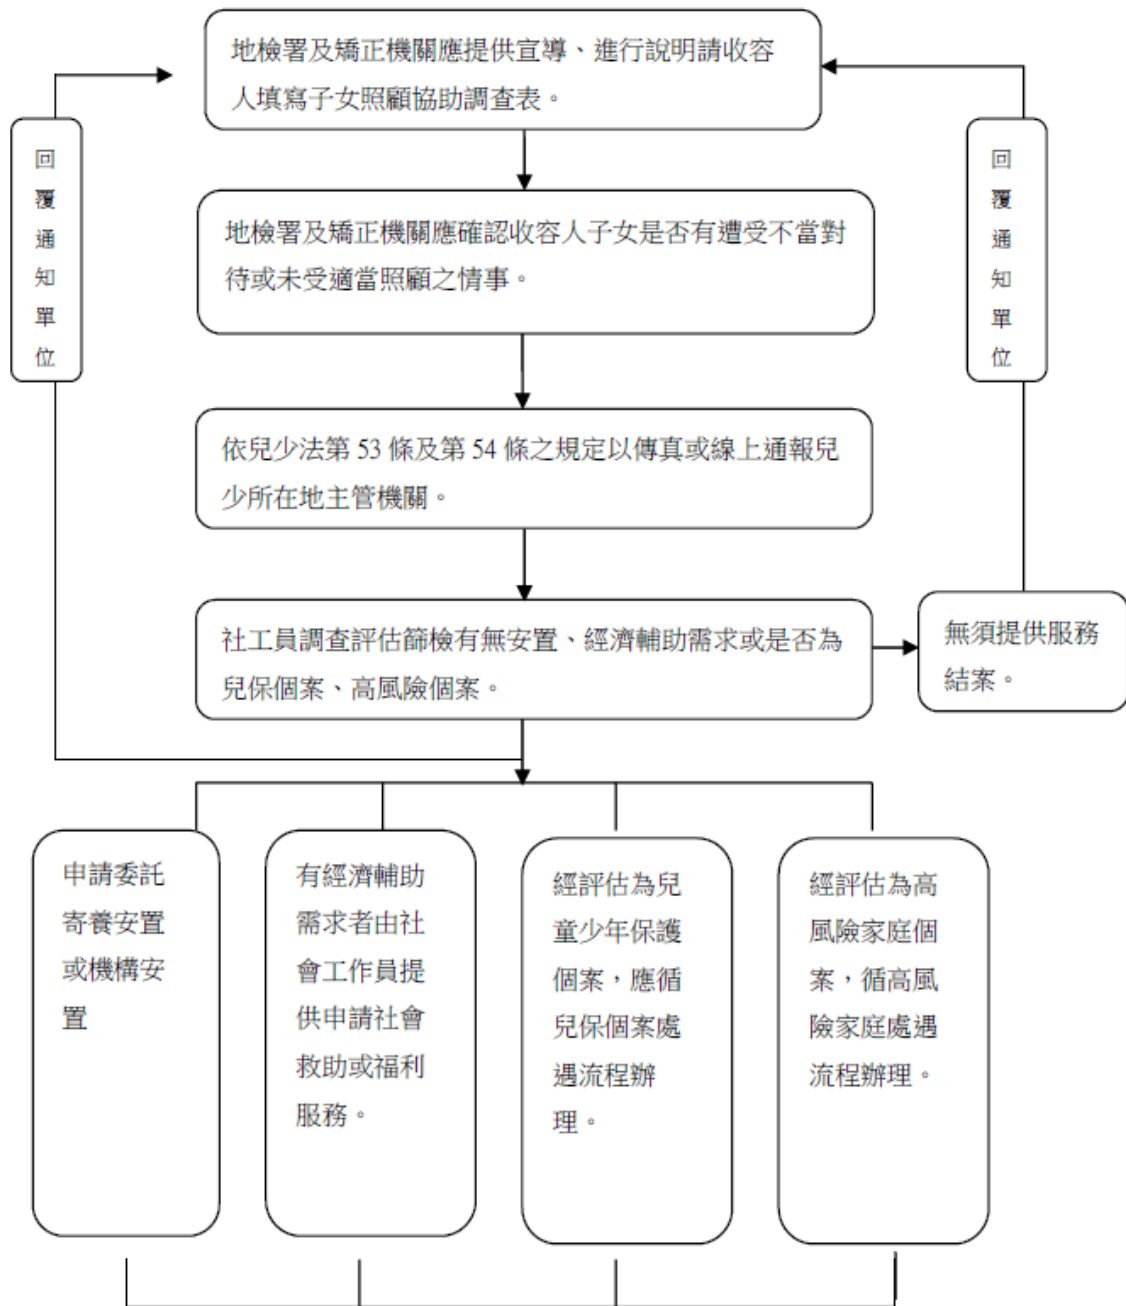 地檢署及矯正機關應提供宣導、進行說明請收容
人填寫子女照顧協助調查表。
回
覆
通
知
單
位
回
覆
通
知
單
位
地檢署及矯正機關應確認收容人子女是否有遭受不當對
待或未受適當照顧之情事。
依兒少法第 53 條及第 54 條之規定以傳真或線上通報兒
少所在地主管機關。
社工員調查評估篩檢有無安置、經濟輔助需求或是否為
兒保個案、高風險個案。
無須提供服務
結案。
申請委託
寄養安置
或機構安
置
有經濟輔助
需求者由社
會工作員提
供申請社會
救助或福利
服務。
經評估為兒
童少年保護
個案，應循
兒保個案處
遇流程辦
理。
經評估為高
風險家庭個
案，循高風
險家庭處遇
流程辦理。